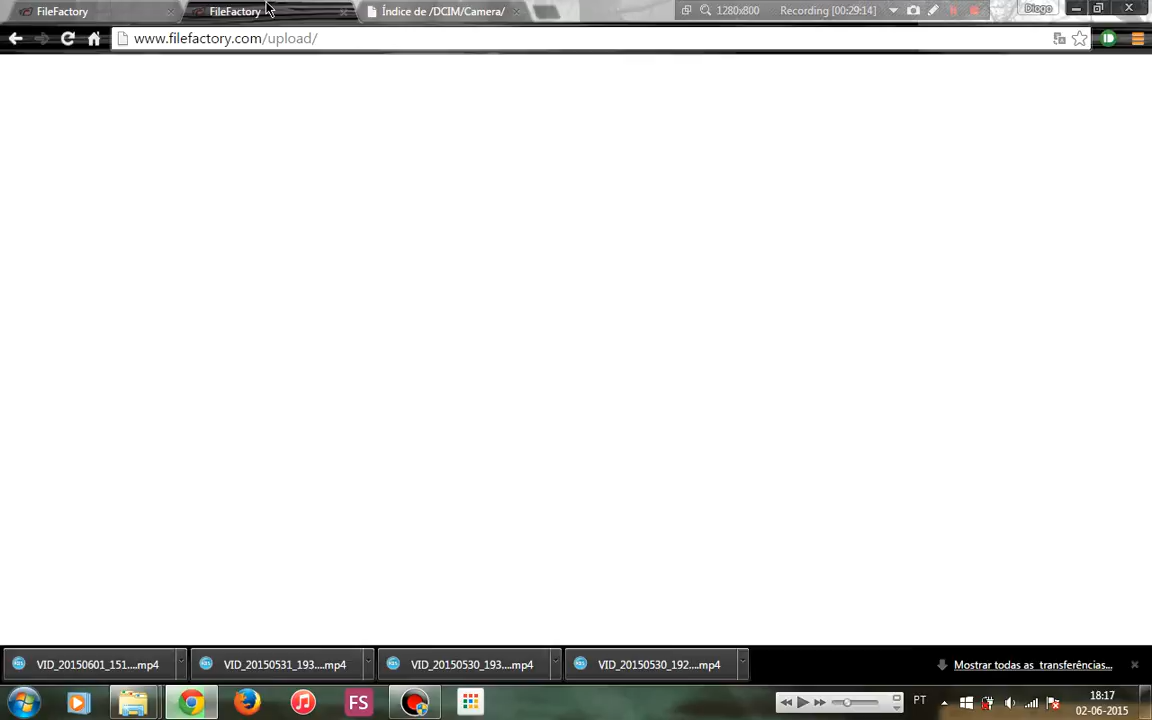 FileFactory
FileFactory
Índice de /DCIM/Camera/
1280x800
Recording [00:29:14]
Diogo
www.filefactory.com/upload/
VID_20150601_151....mp4
VID_20150531_193....mp4
VID_20150530_193....mp4
VID_20150530_192....mp4
Mostrar todas as transferências...
FS
PT
18:17
02-06-2015